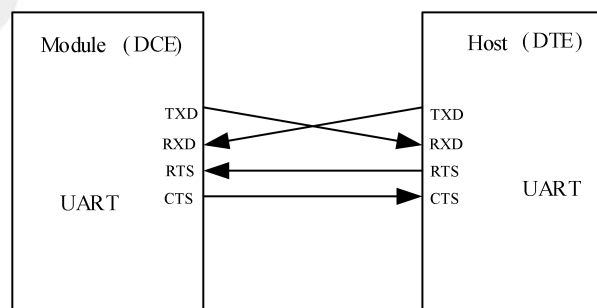 Module (DCE)
Host (DTE)
TXD
RXD
RTS
CTS
UART
TXD
RXD
RTS
CTS
UART